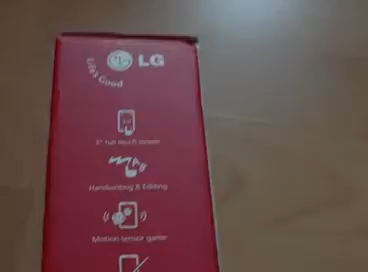 LG
Life's Good
3" full touch screen
Handwriting & Editing
Motion sensor game